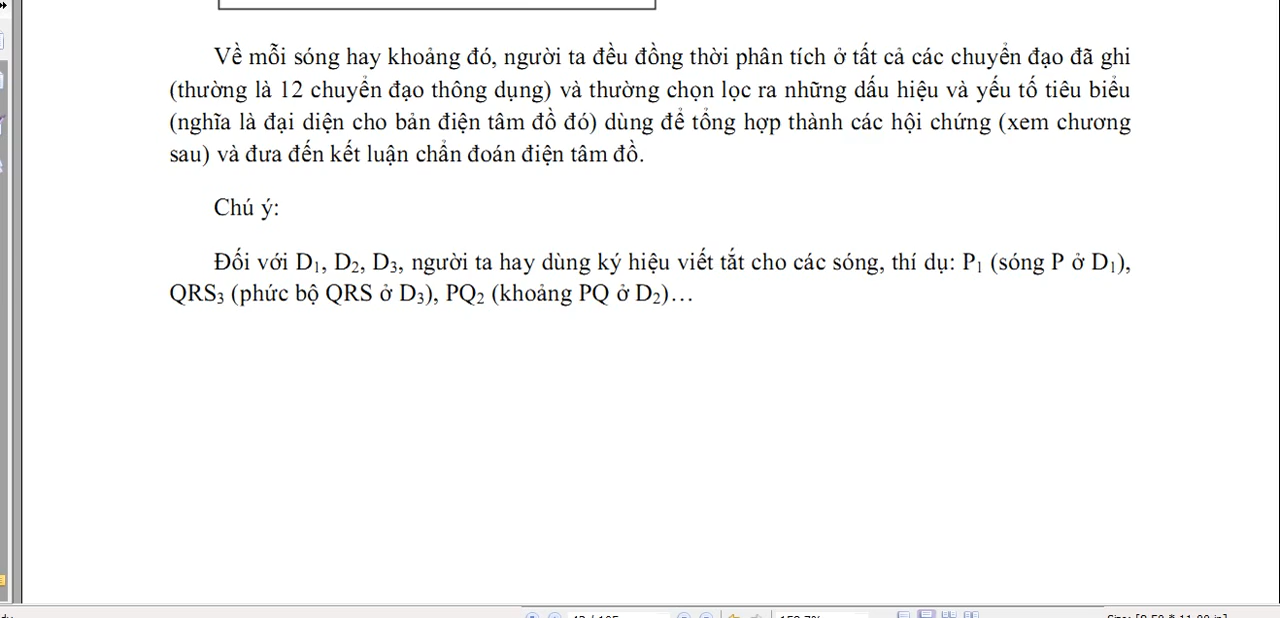 Về mỗi sóng hay khoảng đó, người ta đều đồng thời phân tích ở tất cả các chuyển đạo đã ghi
(thường là 12 chuyển đạo thông dụng) và thường chọn lọc ra những dấu hiệu và yếu tố tiêu biểu
(nghĩa là đại diện cho bản điện tâm đồ đó) dùng để tổng hợp thành các hội chứng (xem chương
sau) và đưa đến kết luận chẩn đoán điện tâm đồ.
Chú ý:
Đối với D₁, D₂, D₃, người ta hay dùng ký hiệu viết tắt cho các sóng, thí dụ: P₁ (sóng P ở D₁),
QRS₃ (phức bộ QRS ở D₃), PQ₂ (khoảng PQ ở D₂)…